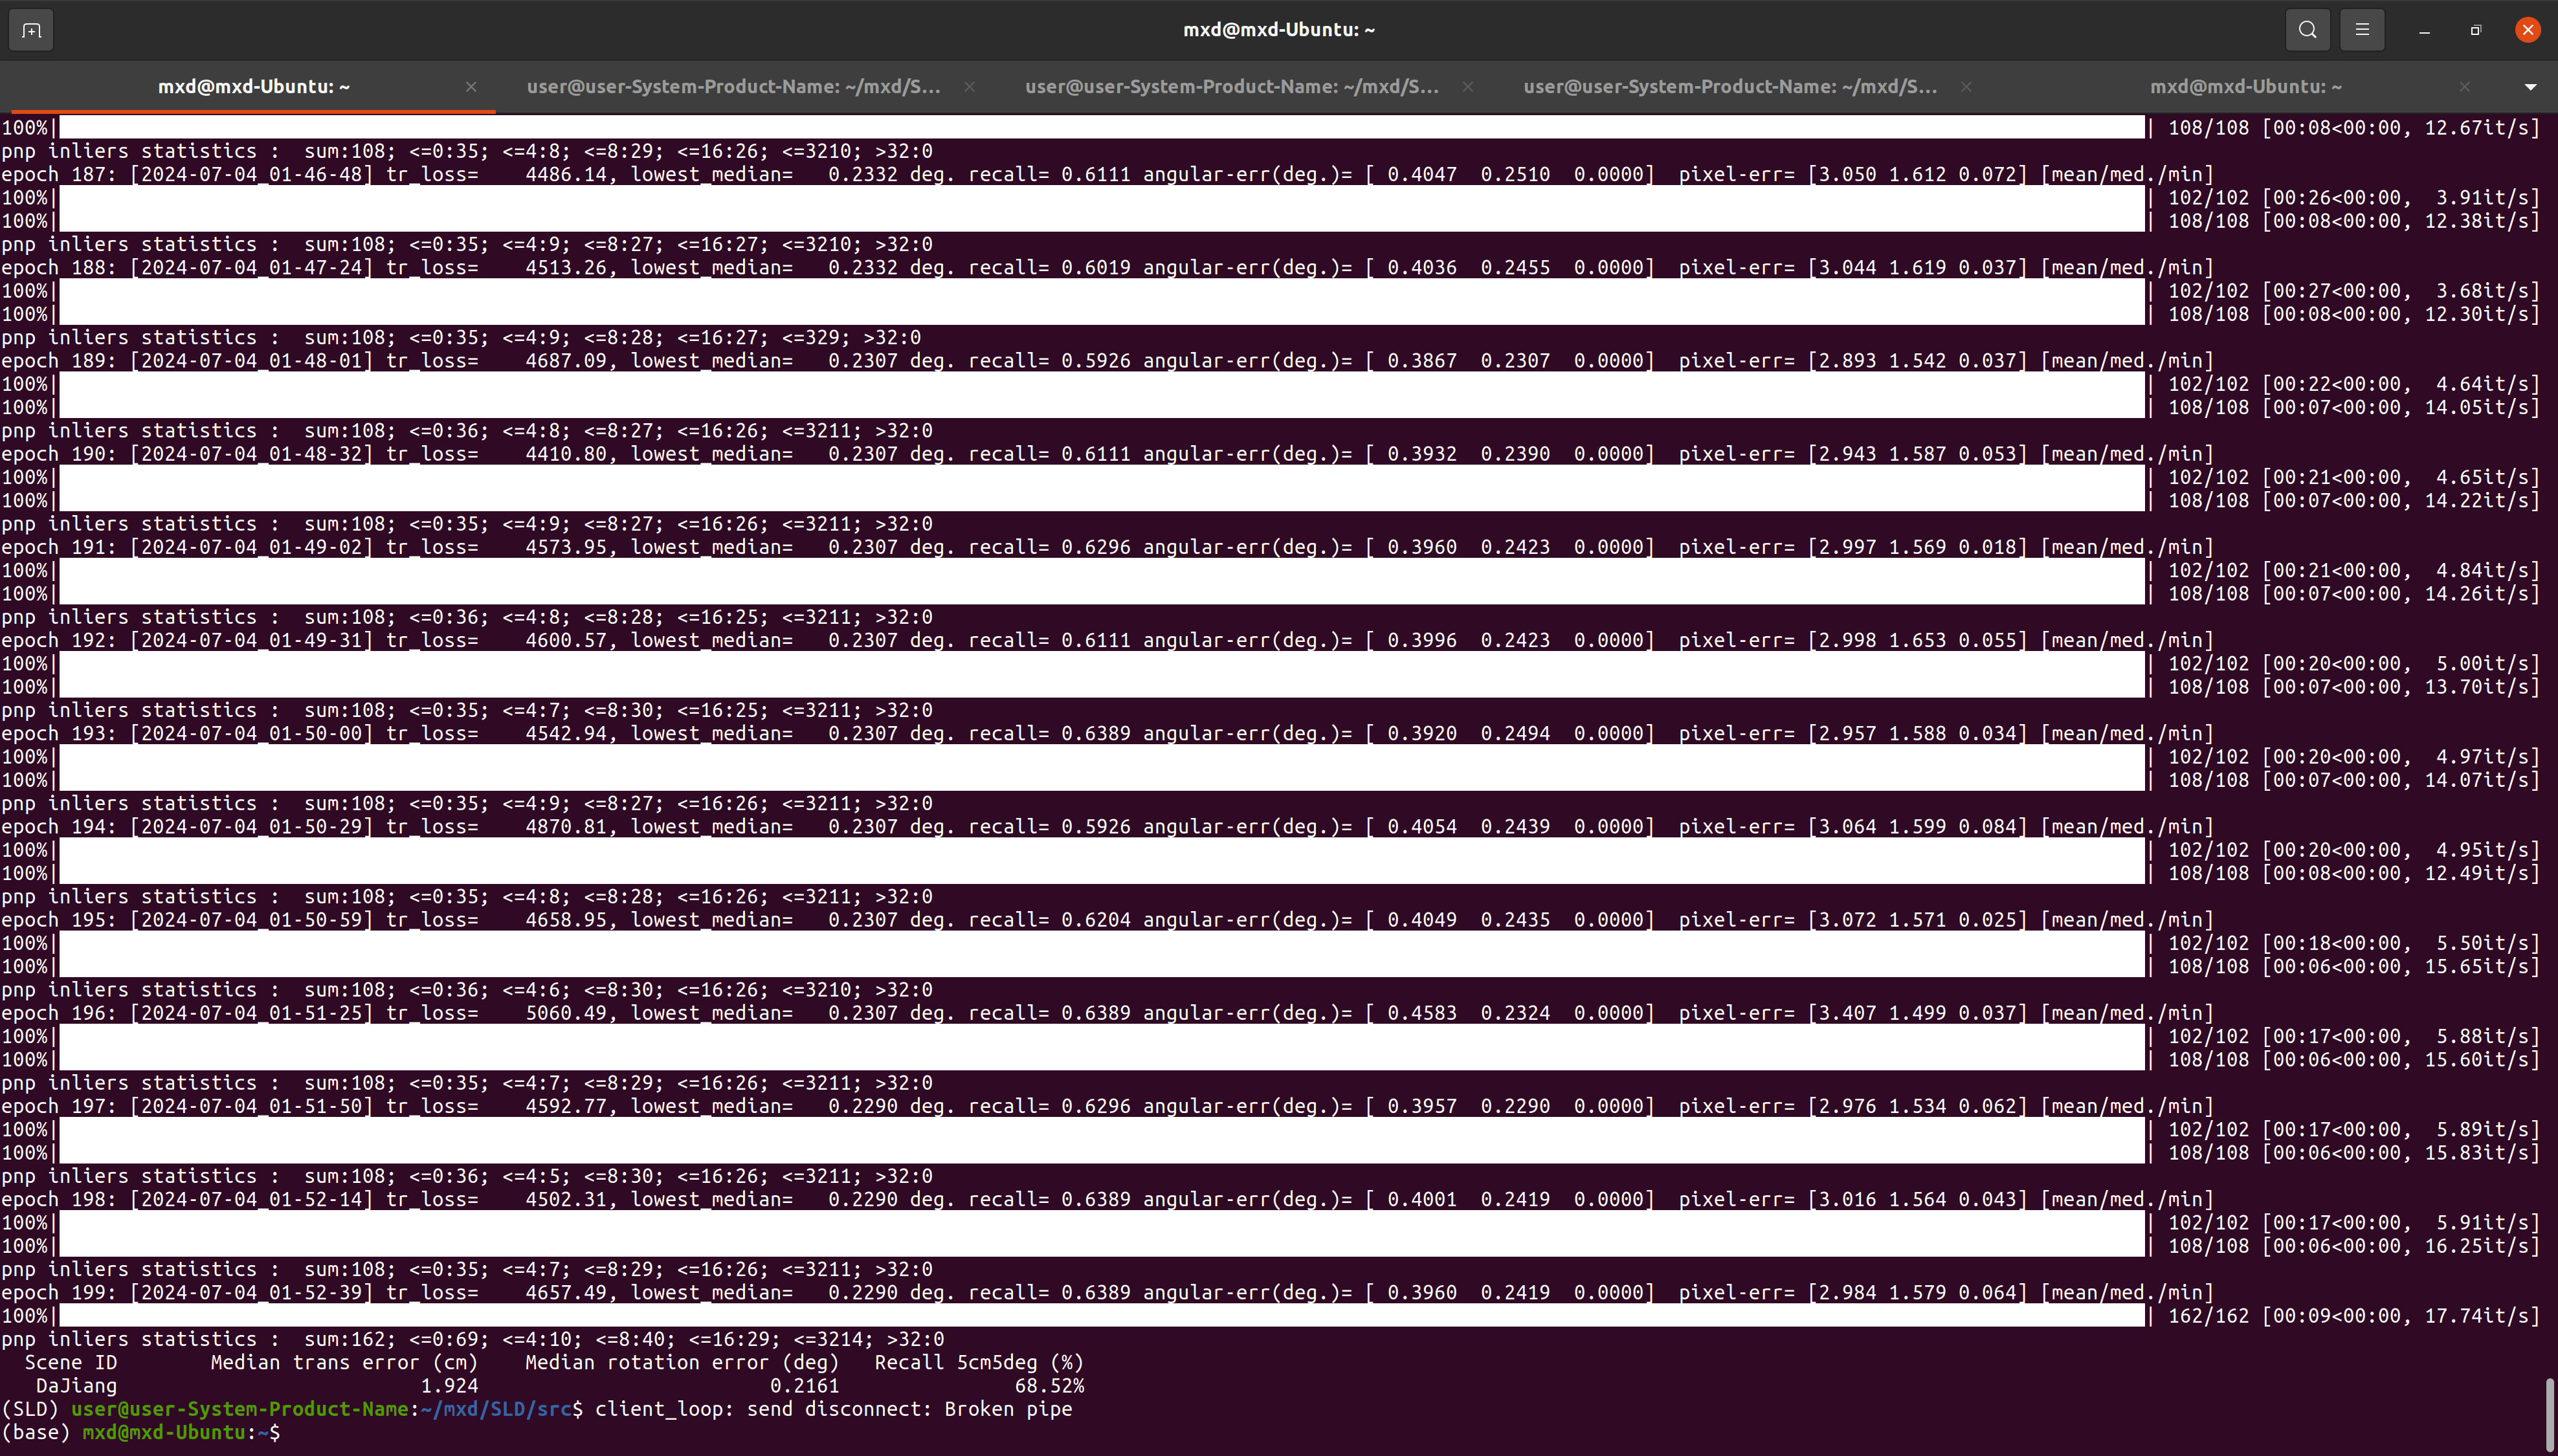 mxd@mxd-Ubuntu: ~
mxd@mxd-Ubuntu: ~ user@user-System-Product-Name: ~/mxd/S... user@user-System-Product-Name: ~/mxd/S... user@user-System-Product-Name: ~/mxd/S... mxd@mxd-Ubuntu: ~
100%| | 108/108 [00:08<00:00, 12.67it/s]
pnp inliers statistics :  sum:108; <=0:35; <=4:8; <=8:29; <=16:26; <=3210; >32:0
epoch 187: [2024-07-04_01-46-48] tr_loss=    4486.14, lowest_median=   0.2332 deg. recall= 0.6111 angular-err(deg.)= [ 0.4047  0.2510  0.0000]  pixel-err= [3.050 1.612 0.072] [mean/med./min]
100%| | 102/102 [00:26<00:00,  3.91it/s]
100%| | 108/108 [00:08<00:00, 12.38it/s]
pnp inliers statistics :  sum:108; <=0:35; <=4:9; <=8:27; <=16:27; <=3210; >32:0
epoch 188: [2024-07-04_01-47-24] tr_loss=    4513.26, lowest_median=   0.2332 deg. recall= 0.6019 angular-err(deg.)= [ 0.4036  0.2455  0.0000]  pixel-err= [3.044 1.619 0.037] [mean/med./min]
100%| | 102/102 [00:27<00:00,  3.68it/s]
100%| | 108/108 [00:08<00:00, 12.30it/s]
pnp inliers statistics :  sum:108; <=0:35; <=4:9; <=8:28; <=16:27; <=329; >32:0
epoch 189: [2024-07-04_01-48-01] tr_loss=    4687.09, lowest_median=   0.2307 deg. recall= 0.5926 angular-err(deg.)= [ 0.3867  0.2307  0.0000]  pixel-err= [2.893 1.542 0.037] [mean/med./min]
100%| | 102/102 [00:22<00:00,  4.64it/s]
100%| | 108/108 [00:07<00:00, 14.05it/s]
pnp inliers statistics :  sum:108; <=0:36; <=4:8; <=8:27; <=16:26; <=3211; >32:0
epoch 190: [2024-07-04_01-48-32] tr_loss=    4410.80, lowest_median=   0.2307 deg. recall= 0.6111 angular-err(deg.)= [ 0.3932  0.2390  0.0000]  pixel-err= [2.943 1.587 0.053] [mean/med./min]
100%| | 102/102 [00:21<00:00,  4.65it/s]
100%| | 108/108 [00:07<00:00, 14.22it/s]
pnp inliers statistics :  sum:108; <=0:35; <=4:9; <=8:27; <=16:26; <=3211; >32:0
epoch 191: [2024-07-04_01-49-02] tr_loss=    4573.95, lowest_median=   0.2307 deg. recall= 0.6296 angular-err(deg.)= [ 0.3960  0.2423  0.0000]  pixel-err= [2.997 1.569 0.018] [mean/med./min]
100%| | 102/102 [00:21<00:00,  4.84it/s]
100%| | 108/108 [00:07<00:00, 14.26it/s]
pnp inliers statistics :  sum:108; <=0:36; <=4:8; <=8:28; <=16:25; <=3211; >32:0
epoch 192: [2024-07-04_01-49-31] tr_loss=    4600.57, lowest_median=   0.2307 deg. recall= 0.6111 angular-err(deg.)= [ 0.3996  0.2423  0.0000]  pixel-err= [2.998 1.653 0.055] [mean/med./min]
100%| | 102/102 [00:20<00:00,  5.00it/s]
100%| | 108/108 [00:07<00:00, 13.70it/s]
pnp inliers statistics :  sum:108; <=0:35; <=4:7; <=8:30; <=16:25; <=3211; >32:0
epoch 193: [2024-07-04_01-50-00] tr_loss=    4542.94, lowest_median=   0.2307 deg. recall= 0.6389 angular-err(deg.)= [ 0.3920  0.2494  0.0000]  pixel-err= [2.957 1.588 0.034] [mean/med./min]
100%| | 102/102 [00:20<00:00,  4.97it/s]
100%| | 108/108 [00:07<00:00, 14.07it/s]
pnp inliers statistics :  sum:108; <=0:35; <=4:9; <=8:27; <=16:26; <=3211; >32:0
epoch 194: [2024-07-04_01-50-29] tr_loss=    4870.81, lowest_median=   0.2307 deg. recall= 0.5926 angular-err(deg.)= [ 0.4054  0.2439  0.0000]  pixel-err= [3.064 1.599 0.084] [mean/med./min]
100%| | 102/102 [00:20<00:00,  4.95it/s]
100%| | 108/108 [00:08<00:00, 12.49it/s]
pnp inliers statistics :  sum:108; <=0:35; <=4:8; <=8:28; <=16:26; <=3211; >32:0
epoch 195: [2024-07-04_01-50-59] tr_loss=    4658.95, lowest_median=   0.2307 deg. recall= 0.6204 angular-err(deg.)= [ 0.4049  0.2435  0.0000]  pixel-err= [3.072 1.571 0.025] [mean/med./min]
100%| | 102/102 [00:18<00:00,  5.50it/s]
100%| | 108/108 [00:06<00:00, 15.65it/s]
pnp inliers statistics :  sum:108; <=0:36; <=4:6; <=8:30; <=16:26; <=3210; >32:0
epoch 196: [2024-07-04_01-51-25] tr_loss=    5060.49, lowest_median=   0.2307 deg. recall= 0.6389 angular-err(deg.)= [ 0.4583  0.2324  0.0000]  pixel-err= [3.407 1.499 0.037] [mean/med./min]
100%| | 102/102 [00:17<00:00,  5.88it/s]
100%| | 108/108 [00:06<00:00, 15.60it/s]
pnp inliers statistics :  sum:108; <=0:35; <=4:7; <=8:29; <=16:26; <=3211; >32:0
epoch 197: [2024-07-04_01-51-50] tr_loss=    4592.77, lowest_median=   0.2290 deg. recall= 0.6296 angular-err(deg.)= [ 0.3957  0.2290  0.0000]  pixel-err= [2.976 1.534 0.062] [mean/med./min]
100%| | 102/102 [00:17<00:00,  5.89it/s]
100%| | 108/108 [00:06<00:00, 15.83it/s]
pnp inliers statistics :  sum:108; <=0:36; <=4:5; <=8:30; <=16:26; <=3211; >32:0
epoch 198: [2024-07-04_01-52-14] tr_loss=    4502.31, lowest_median=   0.2290 deg. recall= 0.6389 angular-err(deg.)= [ 0.4001  0.2419  0.0000]  pixel-err= [3.016 1.564 0.043] [mean/med./min]
100%| | 102/102 [00:17<00:00,  5.91it/s]
100%| | 108/108 [00:06<00:00, 16.25it/s]
pnp inliers statistics :  sum:108; <=0:35; <=4:7; <=8:29; <=16:26; <=3211; >32:0
epoch 199: [2024-07-04_01-52-39] tr_loss=    4657.49, lowest_median=   0.2290 deg. recall= 0.6389 angular-err(deg.)= [ 0.3960  0.2419  0.0000]  pixel-err= [2.984 1.579 0.064] [mean/med./min]
100%| | 162/162 [00:09<00:00, 17.74it/s]
pnp inliers statistics :  sum:162; <=0:69; <=4:10; <=8:40; <=16:29; <=3214; >32:0
Scene ID        Median trans error (cm)    Median rotation error (deg)   Recall 5cm5deg (%)
DaJiang                          1.924                         0.2161               68.52%
(SLD) user@user-System-Product-Name:~/mxd/SLD/src$ client_loop: send disconnect: Broken pipe
(base) mxd@mxd-Ubuntu:~$